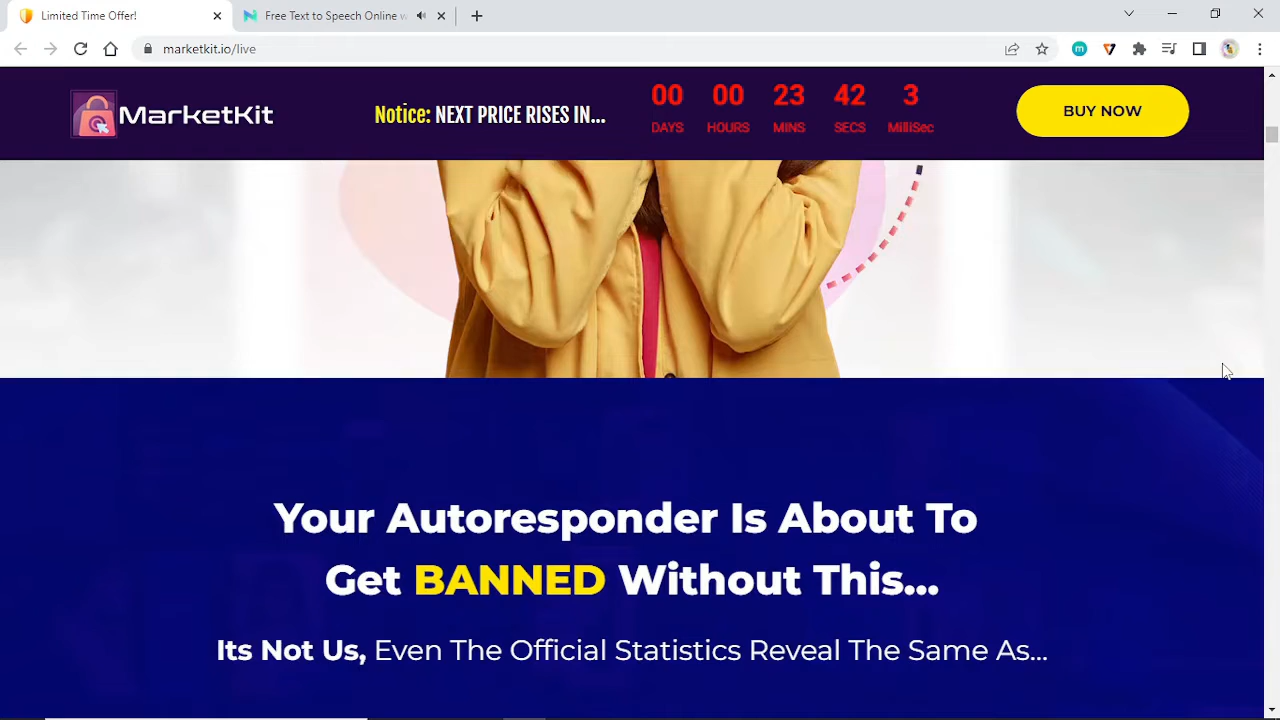 Limited Time Offer!
Free Text to Speech Online w
marketkit.io/live
m
MarketKit
Notice: NEXT PRICE RISES IN...
00 00 23 42 3
DAYS HOURS MINS SECS MilliSec
BUY NOW
Your Autoresponder Is About To
Get BANNED Without This...
Its Not Us, Even The Official Statistics Reveal The Same As...